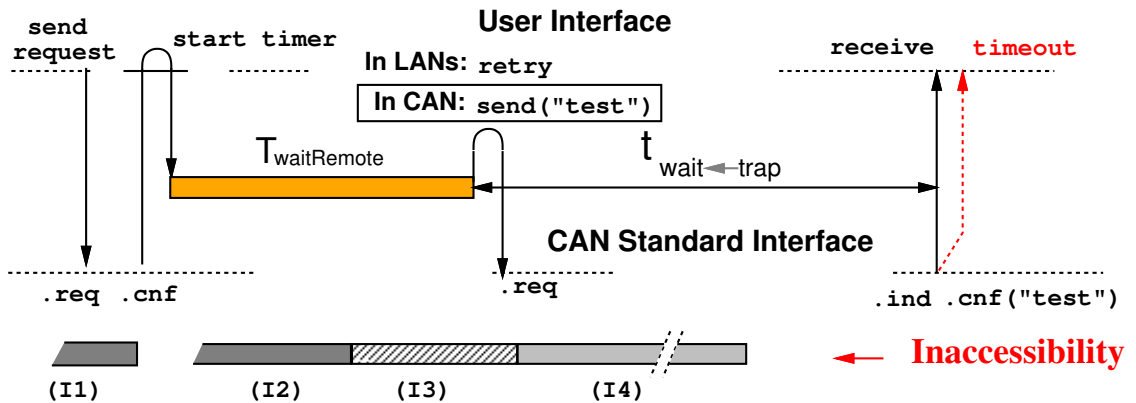 User Interface
send
request
start timer
In LANs: retry
In CAN: send("test")
receive
timeout
TwaitRemote
t wait←trap
CAN Standard Interface
.req
.cnf
.req
.ind
.cnf("test")
Inaccessibility
(I1)
(I2)
(I3)
(I4)